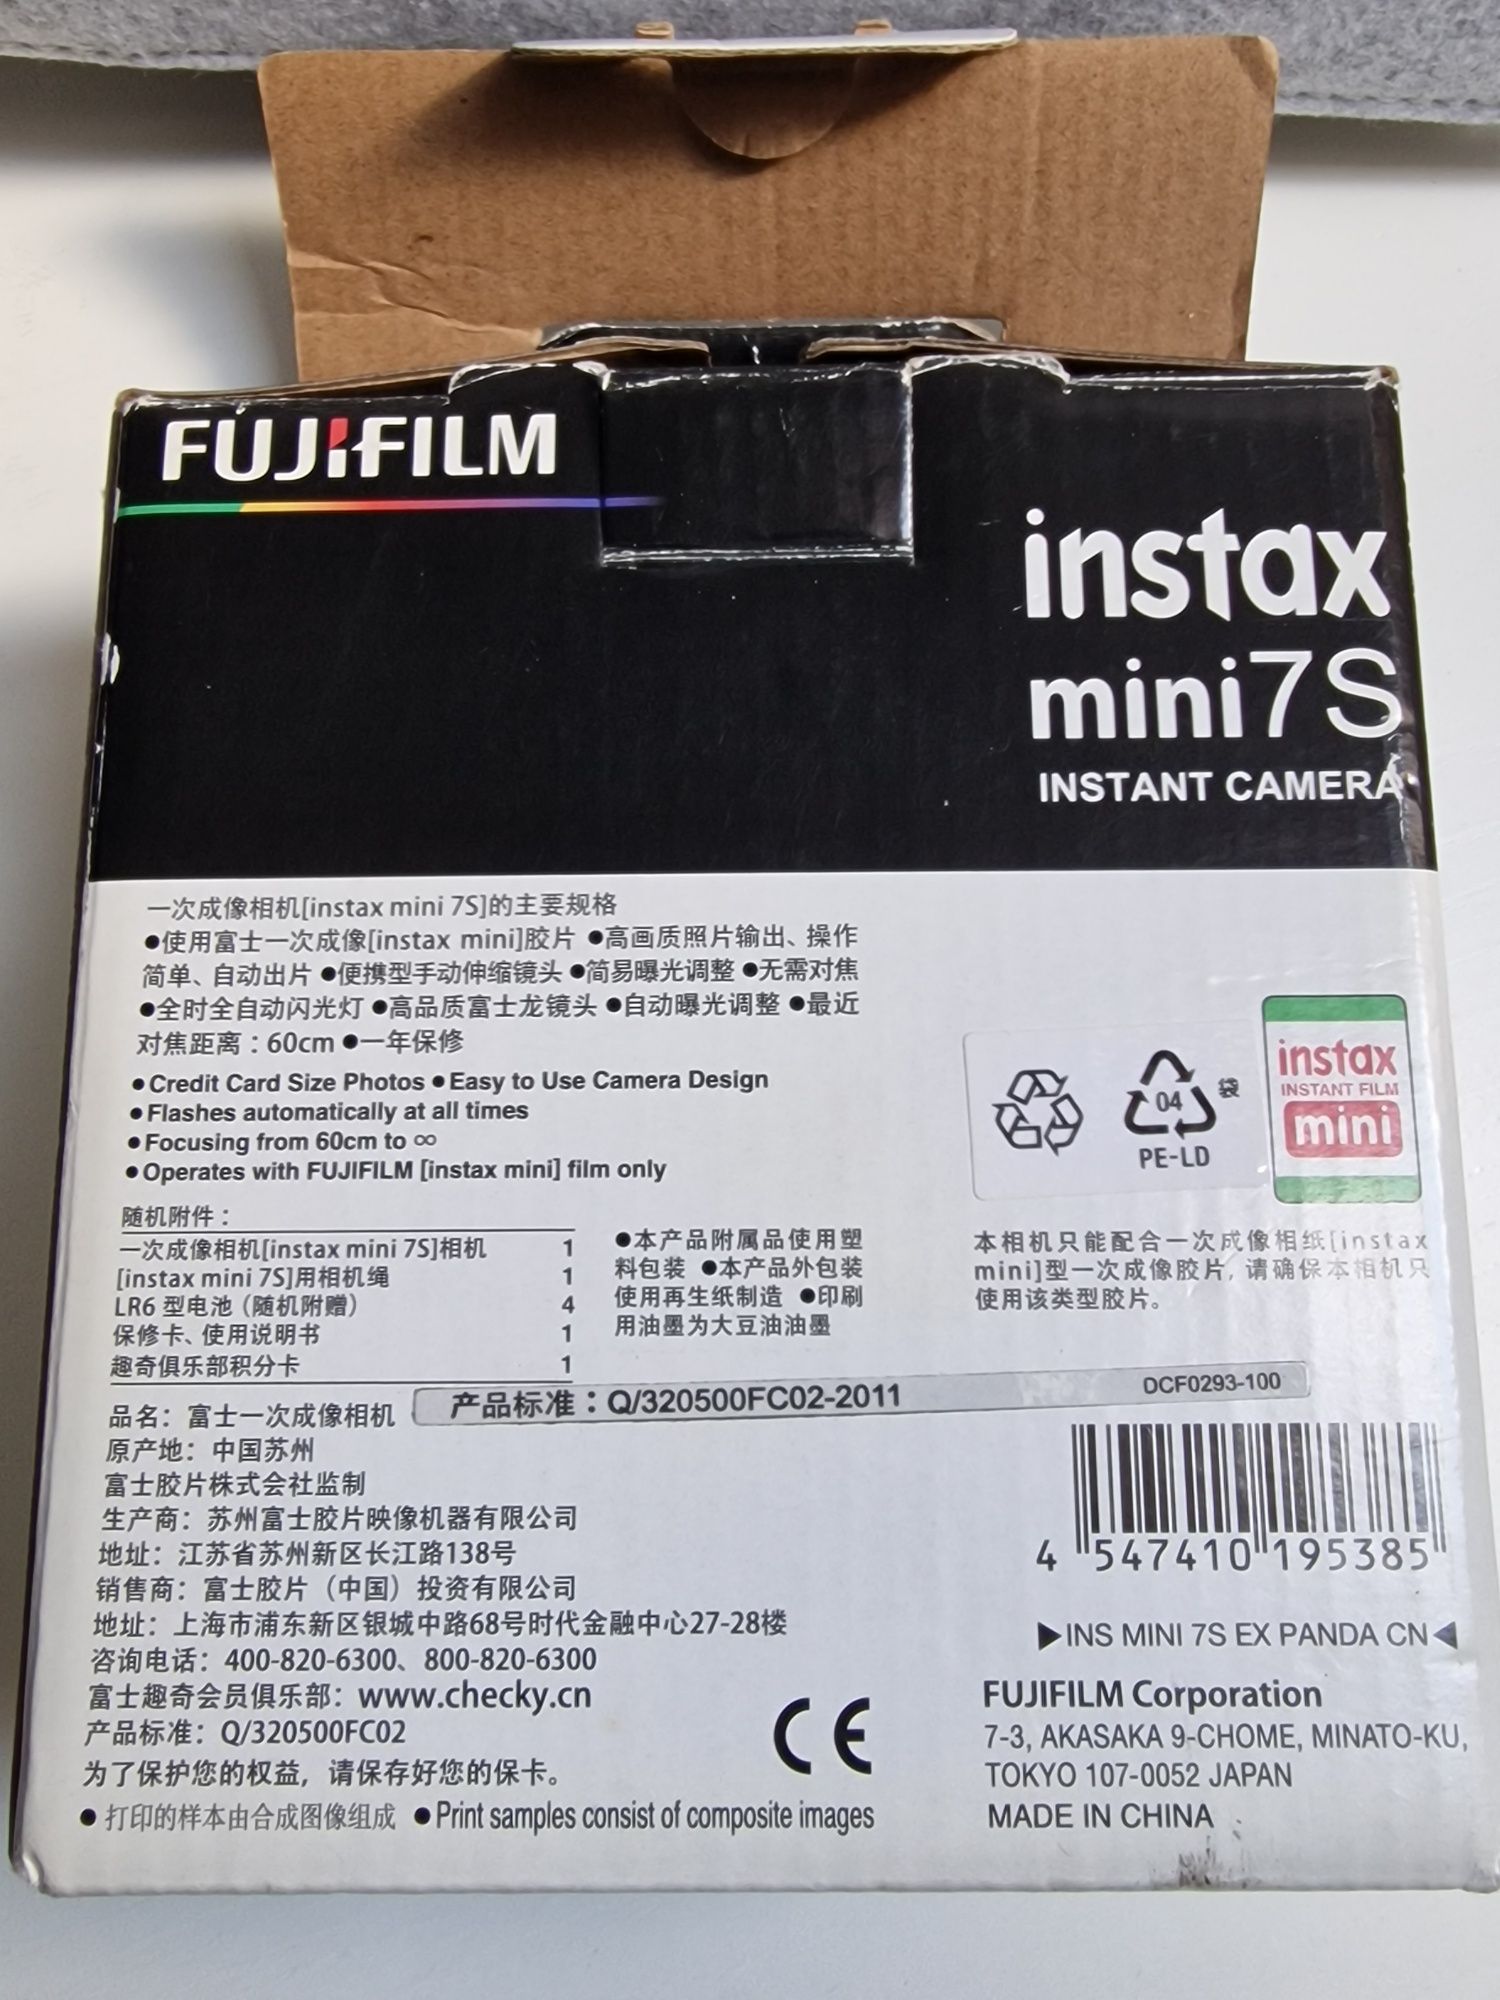 FUJIFILM
instax
mini7S
INSTANT CAMERA
一次成像相机[instax mini 7S]的主要规格
●使用富士一次成像[instax mini]胶片 ●高画质照片输出、操作
简单、自动出片 ●便携型手动伸缩镜头 ●简易曝光调整 ●无需对焦
●全时全自动闪光灯 ●高品质富士龙镜头 ●自动曝光调整 ●最近
对焦距离：60cm ●一年保修
● Credit Card Size Photos ● Easy to Use Camera Design
● Flashes automatically at all times
● Focusing from 60cm to ∞
● Operates with FUJIFILM [instax mini] film only
04
袋
PE-LD
instax
INSTANT FILM
mini
随机附件：
一次成像相机[instax mini 7S]相机 1
[instax mini 7S]用相机绳 1
LR6 型电池（随机附赠） 4
保修卡、使用说明书 1
趣奇俱乐部积分卡 1
●本产品附属品使用塑
料包装 ●本产品外包装
使用再生纸制造 ●印刷
用油墨为大豆油油墨
本相机只能配合一次成像相纸[instax
mini]型一次成像胶片, 请确保本相机只
使用该类型胶片。
产品标准：Q/320500FC02-2011 DCF0293-100
品名：富士一次成像相机
原产地：中国苏州
富士胶片株式会社监制
生产商：苏州富士胶片映像机器有限公司
地址：江苏省苏州新区长江路138号
销售商：富士胶片（中国）投资有限公司
地址：上海市浦东新区银城中路68号时代金融中心27-28楼
咨询电话：400-820-6300、800-820-6300
富士趣奇会员俱乐部：www.checky.cn
产品标准：Q/320500FC02
为了保护您的权益，请保存好您的保卡。
● 打印的样本由合成图像组成 ● Print samples consist of composite images
CE
4 547410 195385
▶INS MINI 7S EX PANDA CN◀
FUJIFILM Corporation
7-3, AKASAKA 9-CHOME, MINATO-KU,
TOKYO 107-0052 JAPAN
MADE IN CHINA